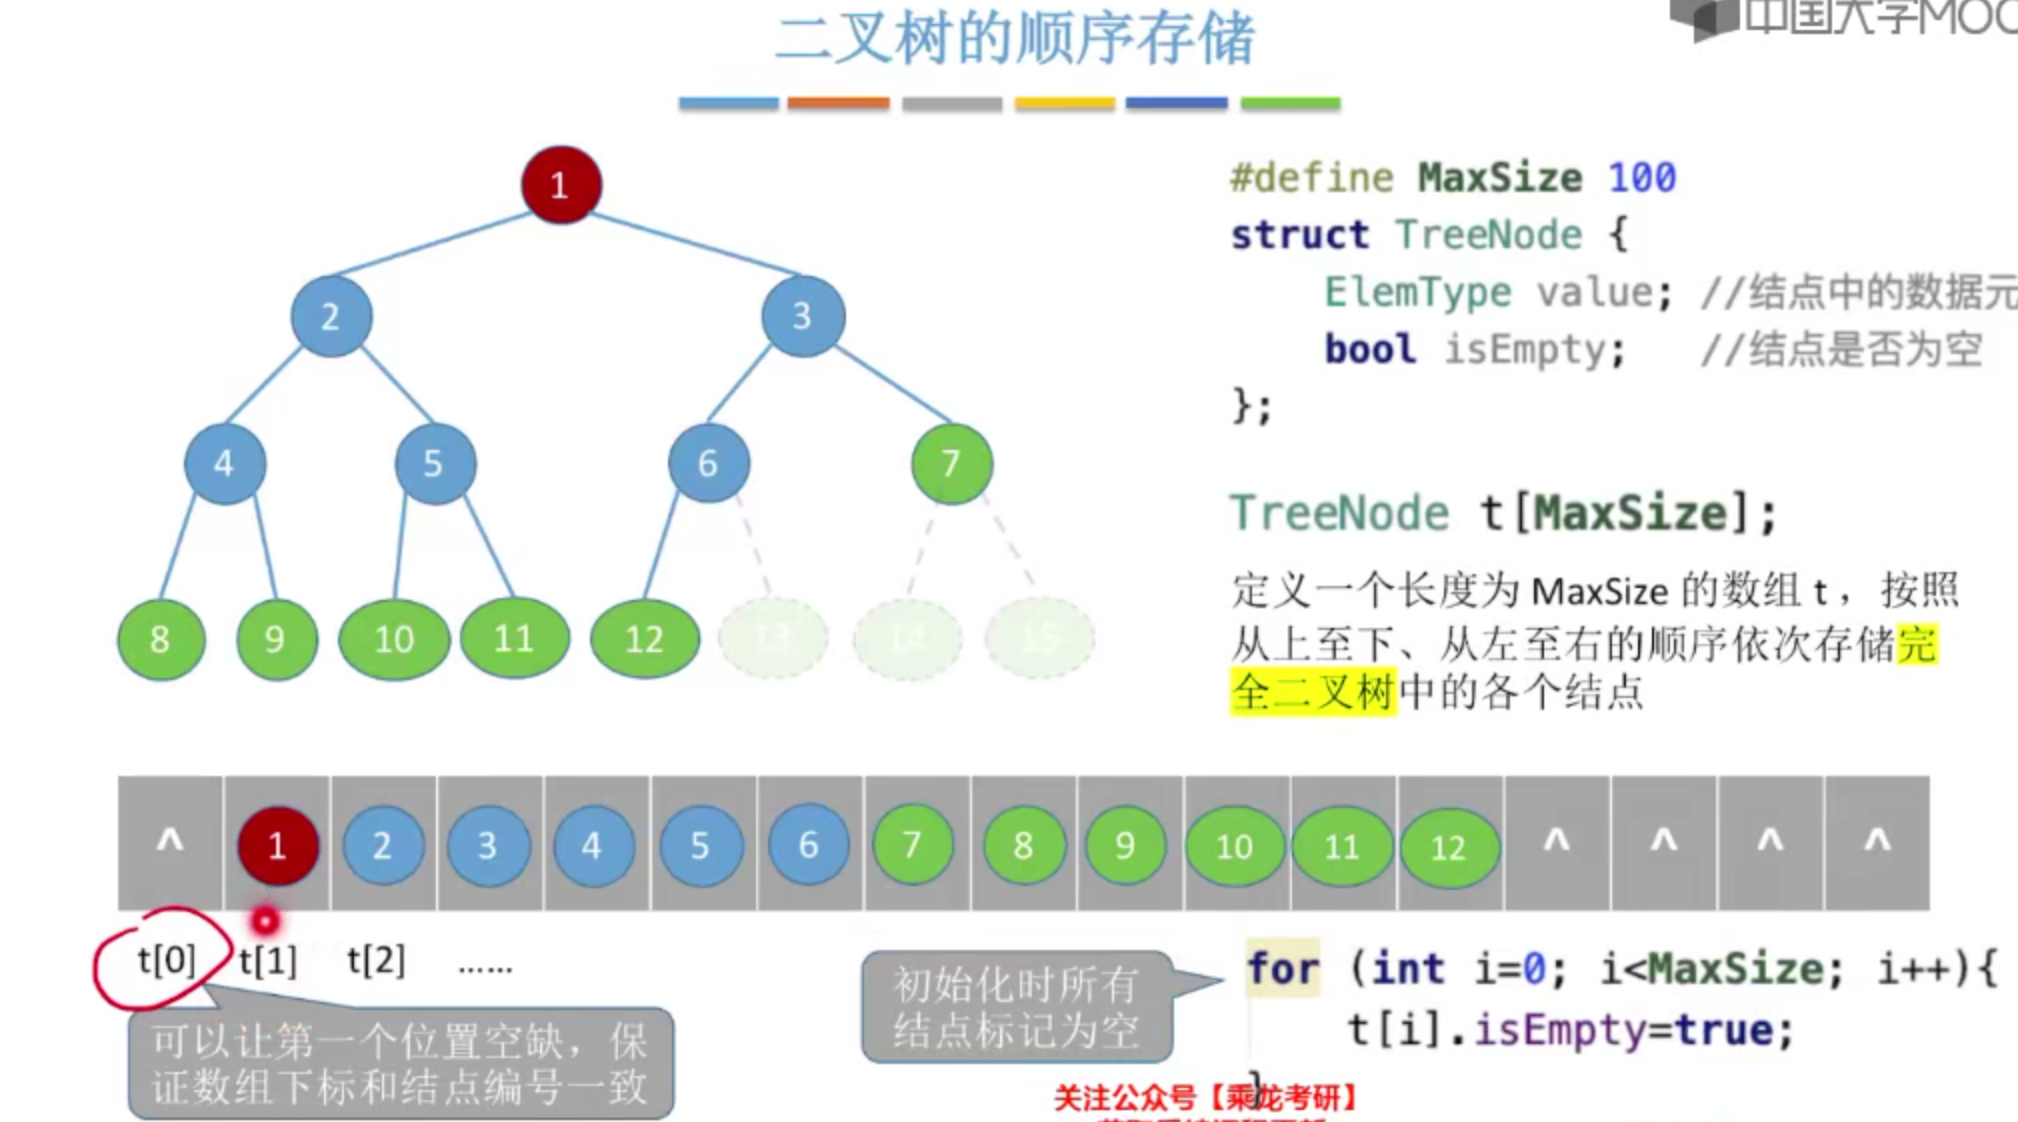 二叉树的顺序存储
中国大学MOO
1
2
3
4
5
6
7
8
9
10
11
12
13
14
15
#define MaxSize 100
struct TreeNode {
ElemType value; //结点中的数据元
bool isEmpty; //结点是否为空
};
TreeNode t[MaxSize];
定义一个长度为 MaxSize 的数组 t ，按照
从上至下、从左至右的顺序依次存储完
全二叉树中的各个结点
^ 1 2 3 4 5 6 7 8 9 10 11 12 ^ ^ ^ ^
t[0] t[1] t[2] ……
可以让第一个位置空缺，保
证数组下标和结点编号一致
初始化时所有
结点标记为空
for (int i=0; i<MaxSize; i++){
t[i].isEmpty=true;
}
关注公众号【乘龙考研】